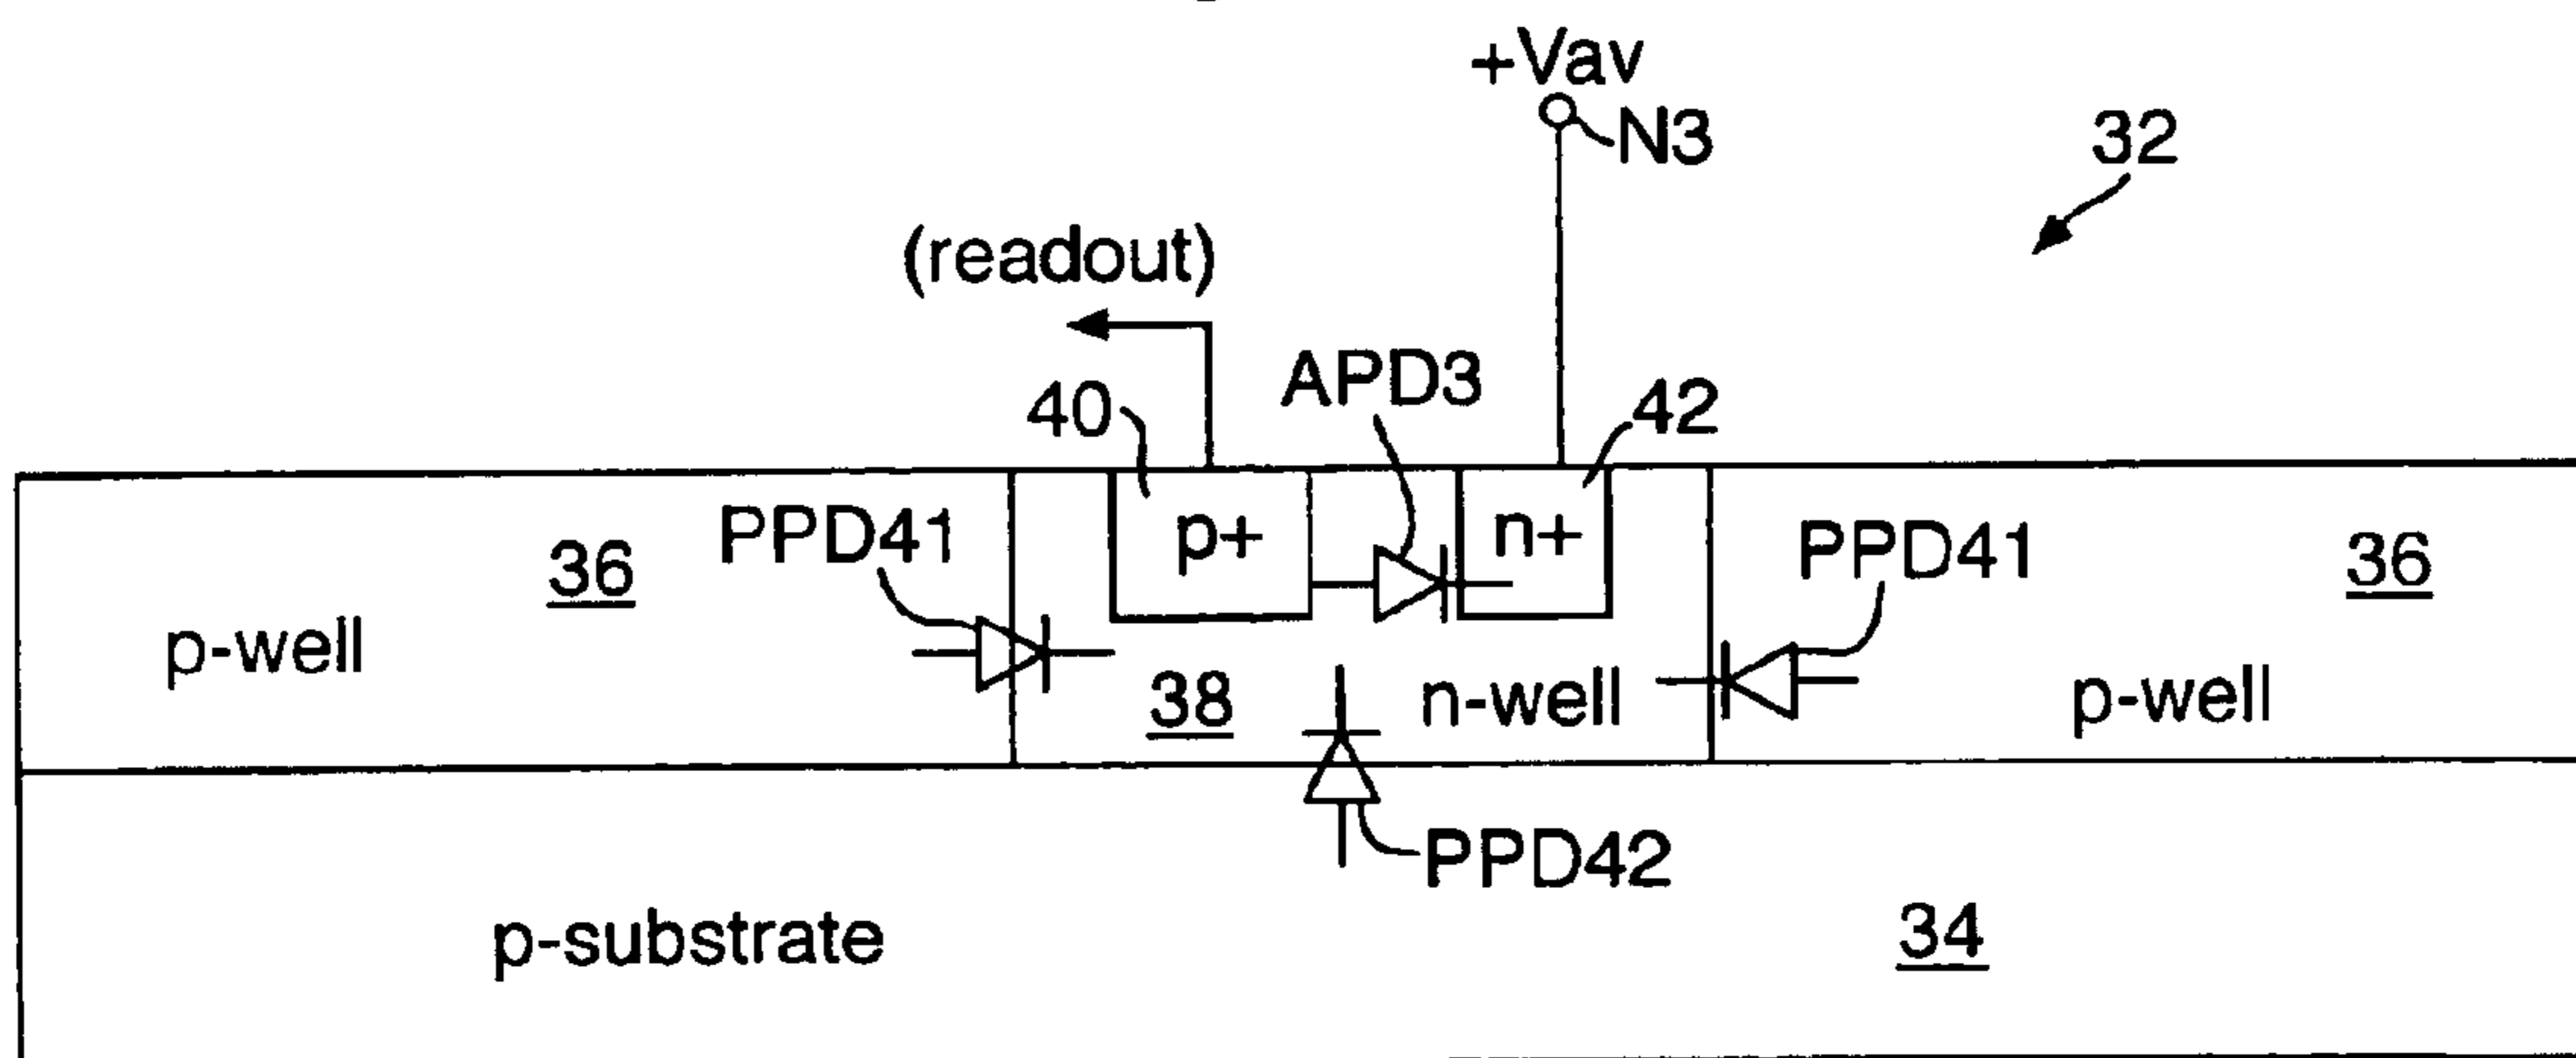 +Vav
N3
32
(readout)
APD3
40
42
p+
n+
PPD41
PPD41
36
36
p-well
38
n-well
p-well
PPD42
p-substrate
34